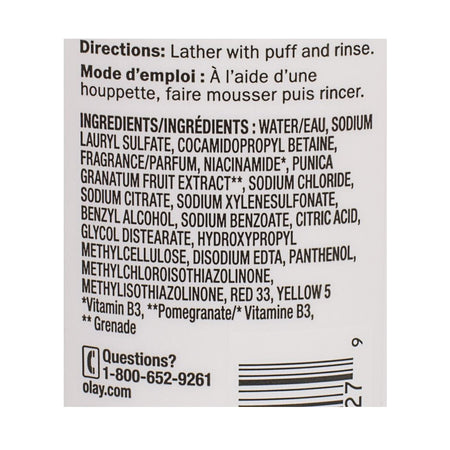 Directions: Lather with puff and rinse.
Mode d'emploi : À l'aide d'une
houppette, faire mousser puis rincer.
INGREDIENTS/INGRÉDIENTS : WATER/EAU, SODIUM
LAURYL SULFATE, COCAMIDOPROPYL BETAINE,
FRAGRANCE/PARFUM, NIACINAMIDE*, PUNICA
GRANATUM FRUIT EXTRACT**, SODIUM CHLORIDE,
SODIUM CITRATE, SODIUM XYLENESULFONATE,
BENZYL ALCOHOL, SODIUM BENZOATE, CITRIC ACID,
GLYCOL DISTEARATE, HYDROXYPROPYL
METHYLCELLULOSE, DISODIUM EDTA, PANTHENOL,
METHYLCHLOROISOTHIAZOLINONE,
METHYLISOTHIAZOLINONE, RED 33, YELLOW 5
*Vitamin B3, **Pomegranate/* Vitamine B3,
** Grenade
Questions?
1-800-652-9261
olay.com
27 9